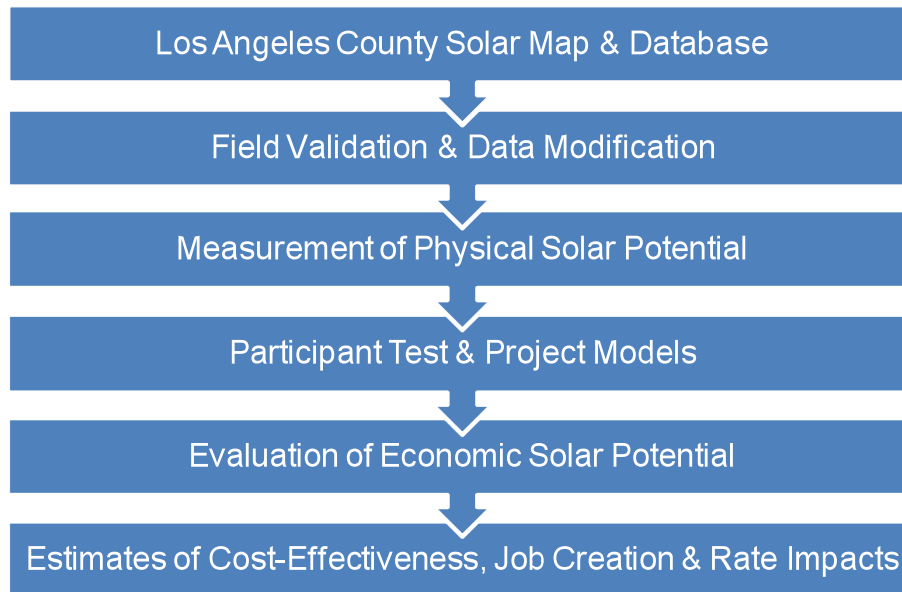 Los Angeles County Solar Map & Database
Field Validation & Data Modification
Measurement of Physical Solar Potential
Participant Test & Project Models
Evaluation of Economic Solar Potential
Estimates of Cost-Effectiveness, Job Creation & Rate Impacts